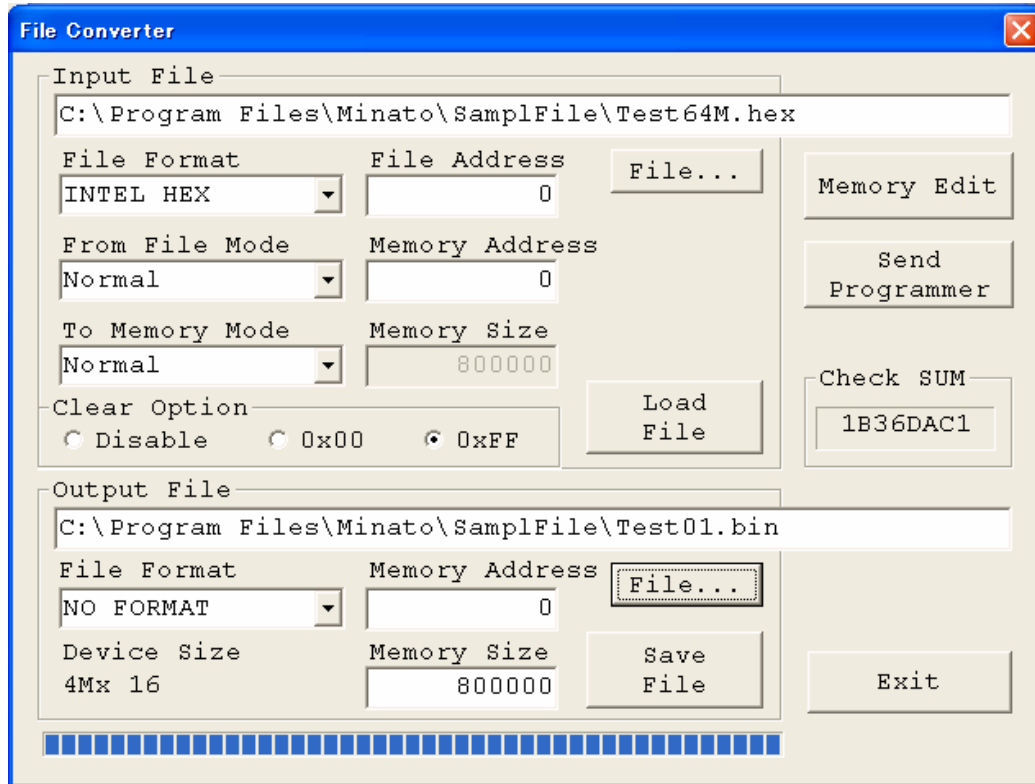 File Converter
Input File
C:\Program Files\Minato\SamplFile\Test64M.hex
File Format
File Address
File...
INTEL HEX
0
Memory Edit
From File Mode
Memory Address
Normal
0
Send
Programmer
To Memory Mode
Memory Size
Normal
800000
Clear Option
Disable
0x00
0xFF
Load
File
Check SUM
1B36DAC1
Output File
C:\Program Files\Minato\SamplFile\Test01.bin
File Format
Memory Address
File...
NO FORMAT
0
Device Size
Memory Size
4Mx 16
800000
Save
File
Exit